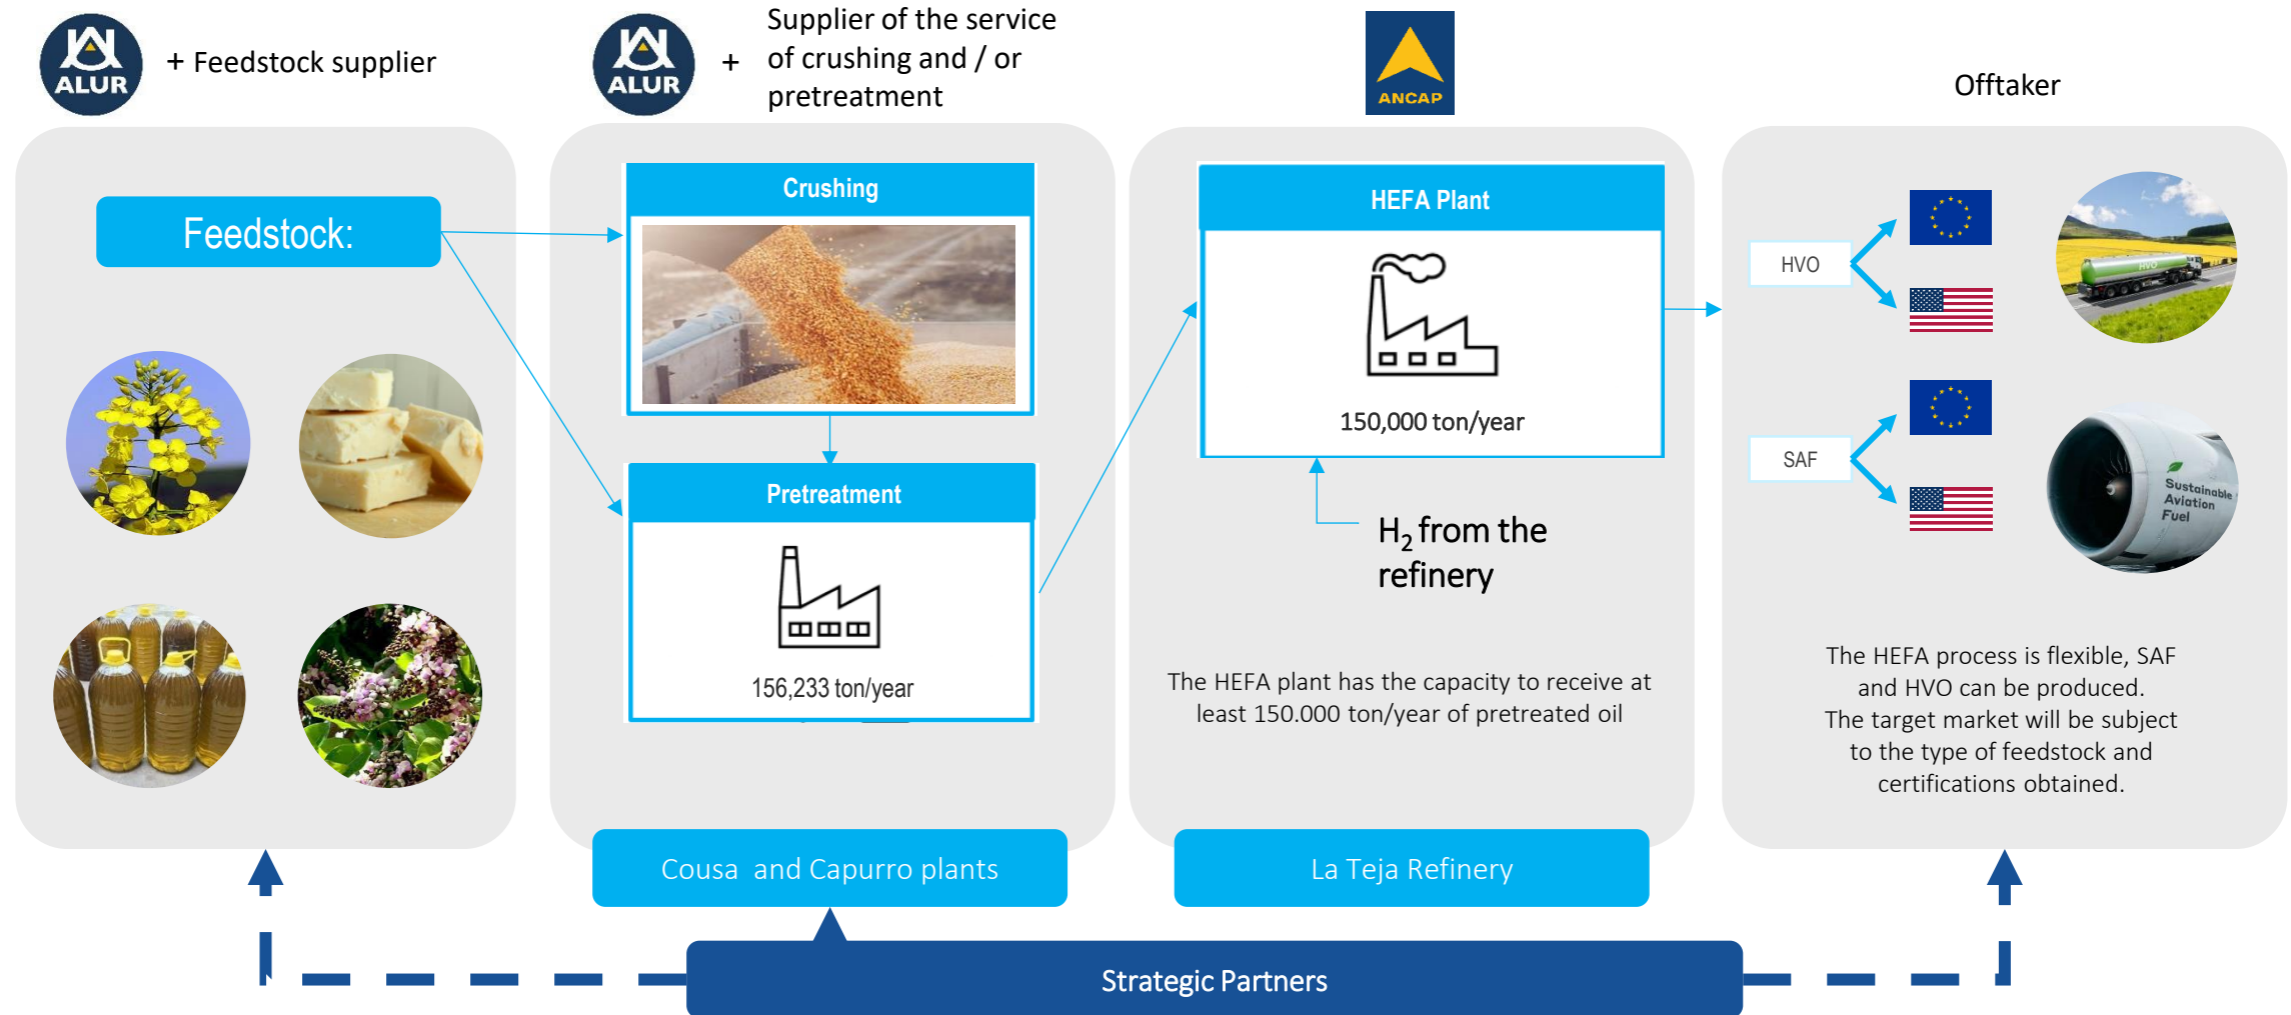 ALUR
+ Feedstock supplier
ALUR
+
Supplier of the service
of crushing and / or
pretreatment
ANCAP
Offtaker
Feedstock:
Crushing
Pretreatment
156,233 ton/year
Cousa and Capurro plants
HEFA Plant
150,000 ton/year
H₂ from the
refinery
The HEFA plant has the capacity to receive at
least 150.000 ton/year of pretreated oil
La Teja Refinery
HVO
HVO
SAF
Sustainable
Aviation
Fuel
The HEFA process is flexible, SAF
and HVO can be produced.
The target market will be subject
to the type of feedstock and
certifications obtained.
Strategic Partners